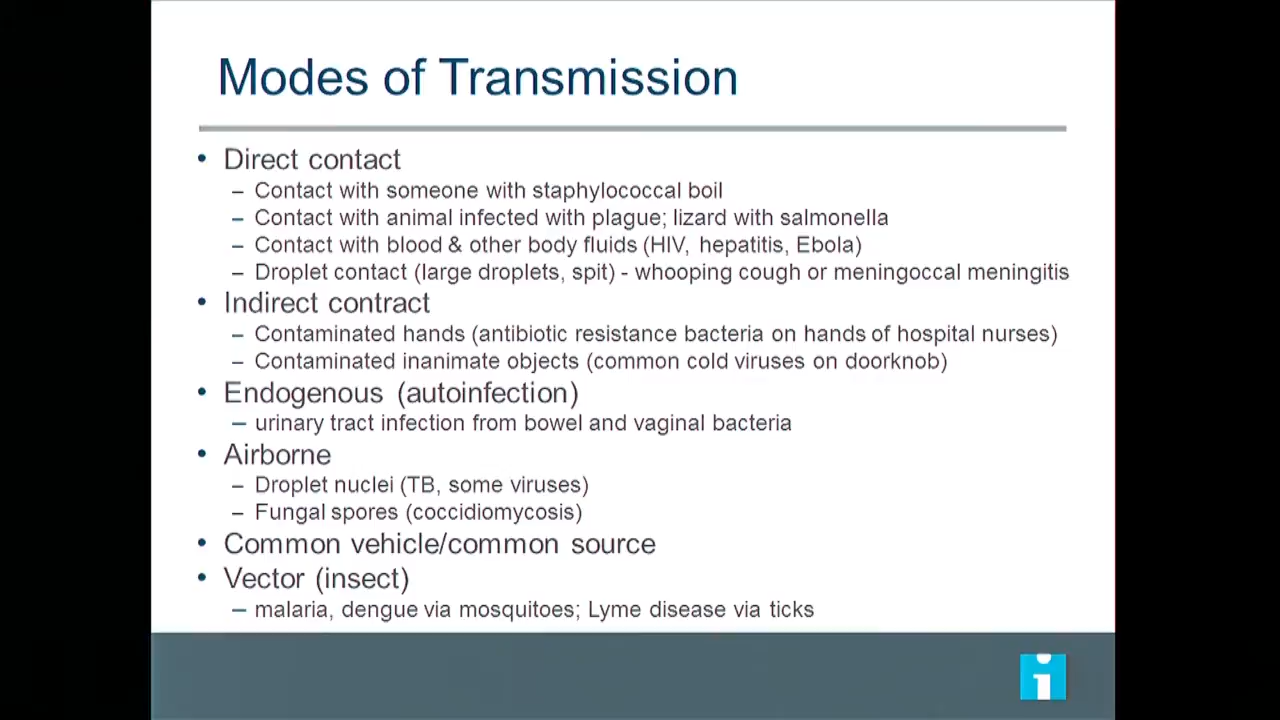 Modes of Transmission
• Direct contact
– Contact with someone with staphylococcal boil
– Contact with animal infected with plague; lizard with salmonella
– Contact with blood & other body fluids (HIV, hepatitis, Ebola)
– Droplet contact (large droplets, spit) - whooping cough or meningoccal meningitis
• Indirect contract
– Contaminated hands (antibiotic resistance bacteria on hands of hospital nurses)
– Contaminated inanimate objects (common cold viruses on doorknob)
• Endogenous (autoinfection)
– urinary tract infection from bowel and vaginal bacteria
• Airborne
– Droplet nuclei (TB, some viruses)
– Fungal spores (coccidiomycosis)
• Common vehicle/common source
• Vector (insect)
– malaria, dengue via mosquitoes; Lyme disease via ticks
i